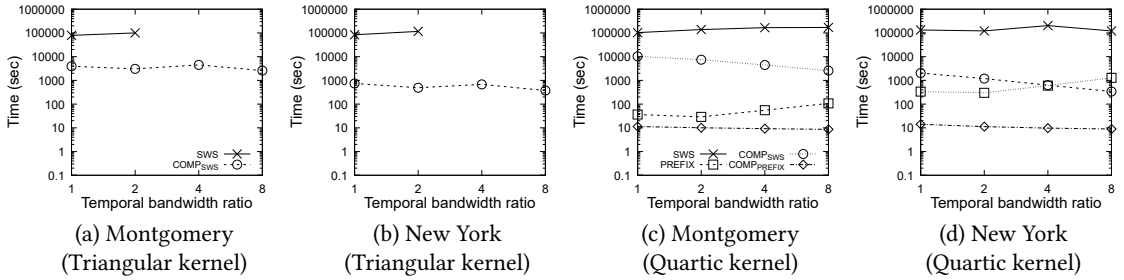 1000000
100000
10000
1000
100
10
1
0.1
Time (sec)
SWS
COMP_SWS
1 2 4 8
Temporal bandwidth ratio
(a) Montgomery
(Triangular kernel)
1000000
100000
10000
1000
100
10
1
0.1
Time (sec)
1 2 4 8
Temporal bandwidth ratio
(b) New York
(Triangular kernel)
1000000
100000
10000
1000
100
10
1
0.1
Time (sec)
SWS COMP_SWS
PREFIX COMP_PREFIX
1 2 4 8
Temporal bandwidth ratio
(c) Montgomery
(Quartic kernel)
1000000
100000
10000
1000
100
10
1
0.1
Time (sec)
1 2 4 8
Temporal bandwidth ratio
(d) New York
(Quartic kernel)